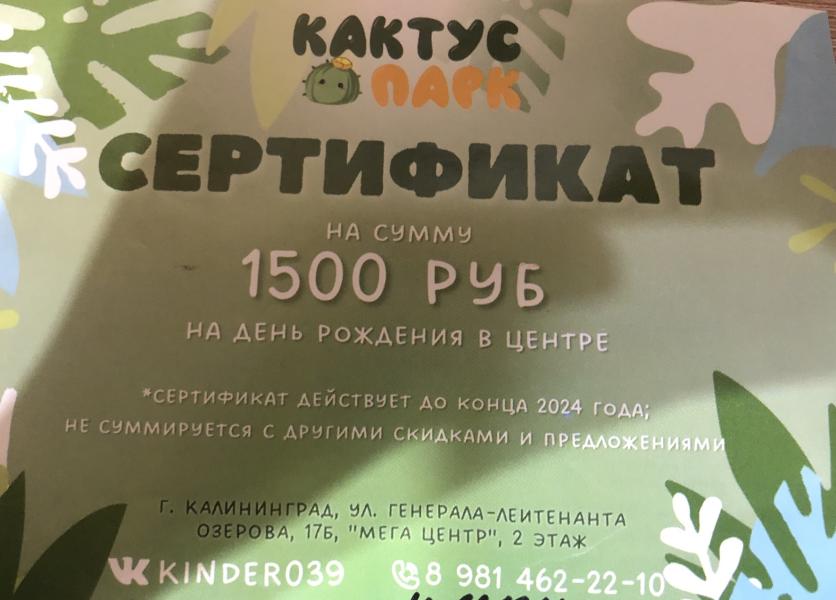 КАКТУС
ПАРК
СЕРТИФИКАТ
НА СУММУ
1500 РУБ
НА ДЕНЬ РОЖДЕНИЯ В ЦЕНТРЕ
*СЕРТИФИКАТ ДЕЙСТВУЕТ ДО КОНЦА 2024 ГОДА;
НЕ СУММИРУЕТСЯ С ДРУГИМИ СКИДКАМИ И ПРЕДЛОЖЕНИЯМИ
Г. КАЛИНИНГРАД, УЛ. ГЕНЕРАЛА-ЛЕИТЕНАНТА
ОЗЕРОВА, 17Б, "МЕГА ЦЕНТР", 2 ЭТАЖ
KINDER039 8 981 462-22-10